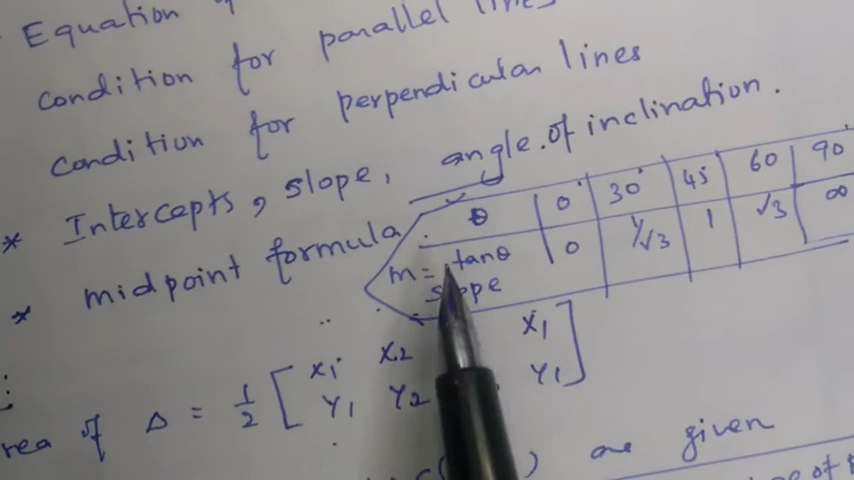 Equation
condition for parallel lines
condition for perpendicular lines
* Intercepts, slope, angle of inclination.
* midpoint formula
θ 0° 30° 45 60 90°
m = tanθ 0 1/√3 1 √3 ∞
slope
Area of Δ = 1/2 [ x1 x2 x1
Y1 Y2 Y1 ]
are given